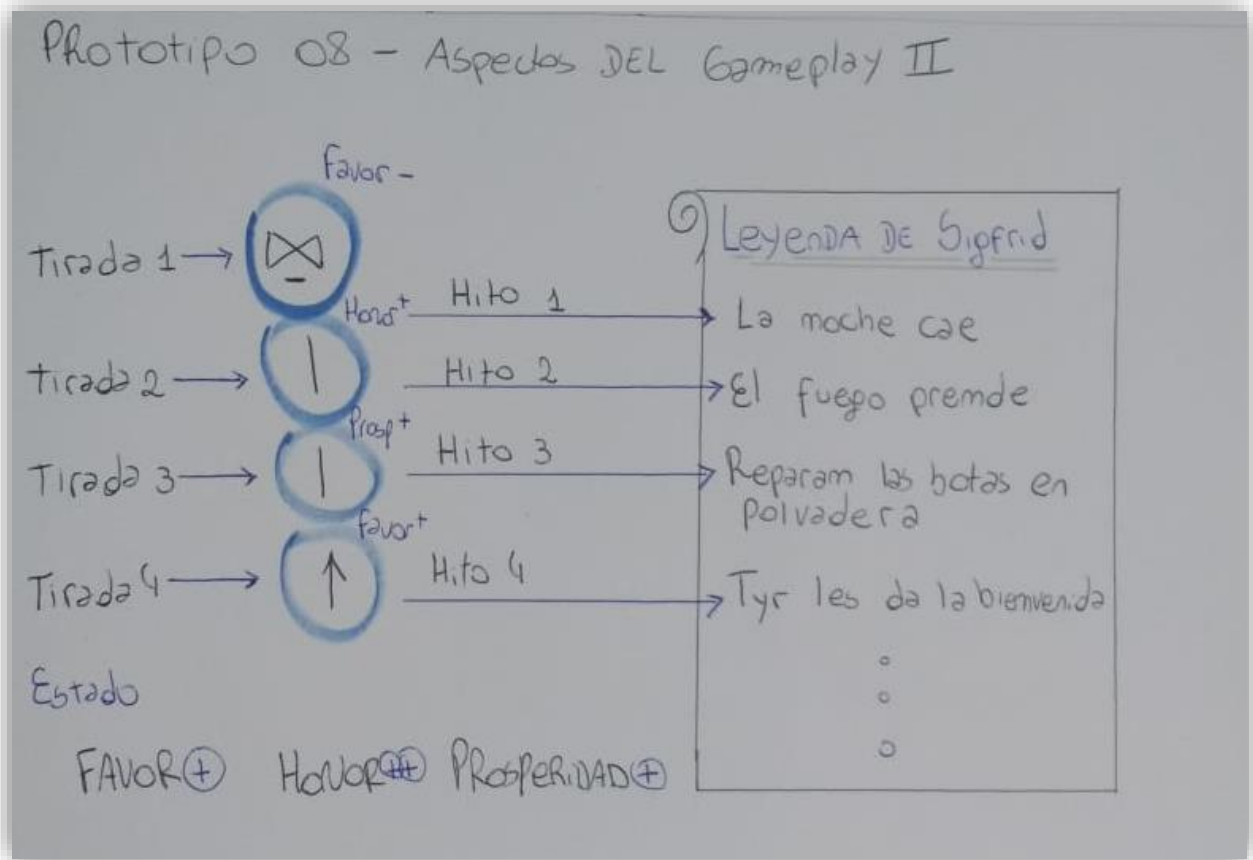 PROTOTIPO 08 - ASPECTOS DEL Gameplay II
Favor -
Tirada 1
Honor +
Hito 1
Tirada 2
Hito 2
Prosp +
Tirada 3
Hito 3
Favor +
Tirada 4
Hito 4
Leyenda de Sigfrid
La noche cae
El fuego prende
Reparan las botas en
polvadera
Tyr les da la bienvenida
Estado
FAVOR + HONOR PROSPERIDAD +